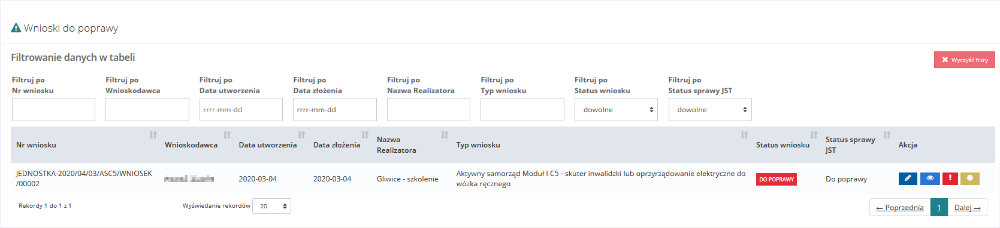 Wnioski do poprawy
Filtrowanie danych w tabeli
Wyczyść filtry
Filtruj po Nr wniosku
Filtruj po Wnioskodawca
Filtruj po Data utworzenia
Filtruj po Data złożenia
Filtruj po Nazwa Realizatora
Filtruj po Typ wniosku
Filtruj po Status wniosku
Filtruj po Status sprawy JST
rrrr-mm-dd
rrrr-mm-dd
dowolne
dowolne
Nr wniosku
Wnioskodawca
Data utworzenia
Data złożenia
Nazwa
Realizatora
Typ wniosku
Status wniosku
Status sprawy
JST
Akcja
JEDNOSTKA-2020/04/03/ASC5/WNIOSEK
/00002
2020-03-04
2020-03-04
Gliwice - szkolenie
Aktywny samorząd Moduł I C5 - skuter inwalidzki lub oprzyrządowanie elektryczne do
wózka ręcznego
DO POPRAWY
Do poprawy
Rekordy 1 do 1 z 1
Wyświetlanie rekordów 20
← Poprzednia 1 Dalej →